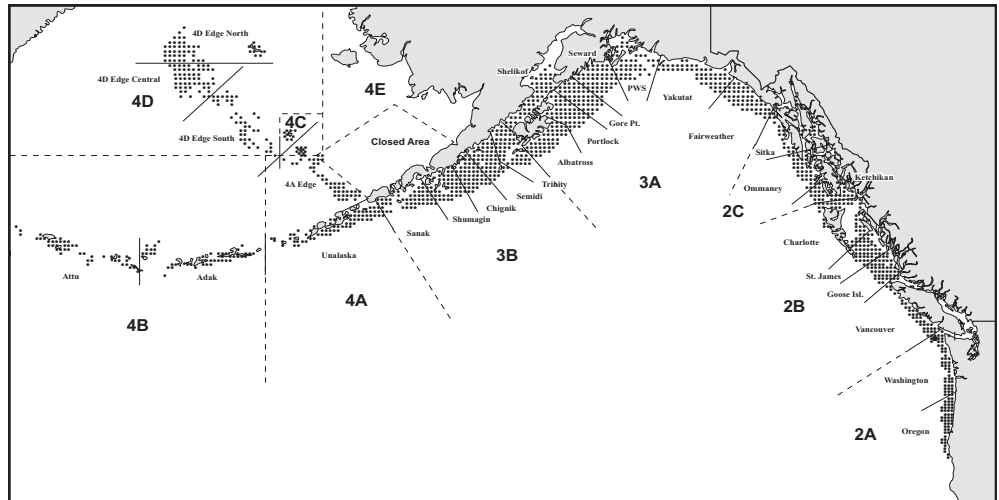 4D Edge North
4D Edge Central
4D
4D Edge South
4E
4C
Closed Area
4A Edge
Shelikof
Seward
PWS
Yakutat
Gore Pt.
Portlock
Albatross
Fairweather
Sitka
Ketchikan
Ommaney
3A
2C
Trinity
Semidi
Chignik
Shumagin
Sanak
3B
Unalaska
4A
Attu
Adak
4B
Charlotte
St. James
Goose Isl.
2B
Vancouver
Washington
2A
Oregon